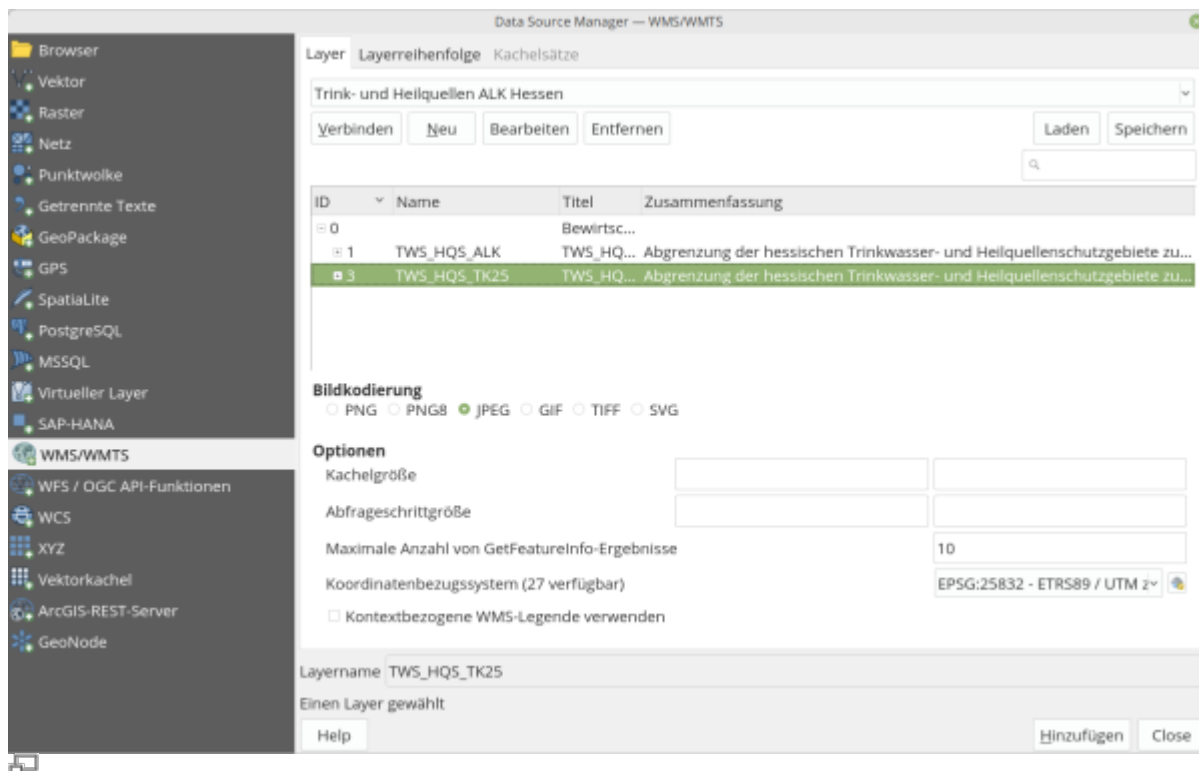 Data Source Manager — WMS/WMTS
Browser
Vektor
Raster
Netz
Punktwolke
Getrennte Texte
GeoPackage
GPS
SpatiaLite
PostgreSQL
MSSQL
Virtueller Layer
SAP-HANA
WMS/WMTS
WFS / OGC API-Funktionen
WCS
XYZ
Vektorkachel
ArcGIS-REST-Server
GeoNode
Layer Layerreihenfolge Kachelsätze
Trink- und Heilquellen ALK Hessen
Verbinden Neu Bearbeiten Entfernen Laden Speichern
ID Name Titel Zusammenfassung
0 Bewirtsc...
1 TWS_HQS_ALK TWS_HQ... Abgrenzung der hessischen Trinkwasser- und Heilquellenschutzgebiete zu...
3 TWS_HQS_TK25 TWS_HQ... Abgrenzung der hessischen Trinkwasser- und Heilquellenschutzgebiete zu...
Bildkodierung
PNG PNG8 JPEG GIF TIFF SVG
Optionen
Kachelgröße
Abfrageschrittgröße
Maximale Anzahl von GetFeatureInfo-Ergebnisse 10
Koordinatenbezugssystem (27 verfügbar) EPSG:25832 - ETRS89 / UTM z
Kontextbezogene WMS-Legende verwenden
Layername TWS_HQS_TK25
Einen Layer gewählt
Help Hinzufügen Close